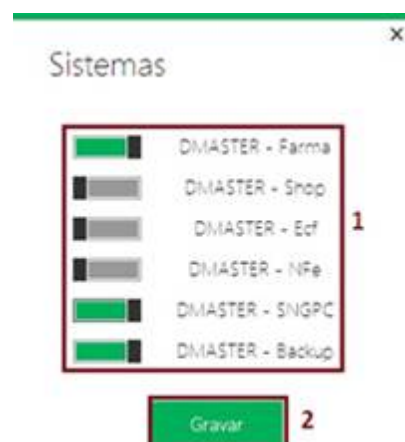 ×
Sistemas
DMASTER - Farma
DMASTER - Shop
DMASTER - Ecf
1
DMASTER - NFe
DMASTER - SNGPC
DMASTER - Backup
Gravar
2